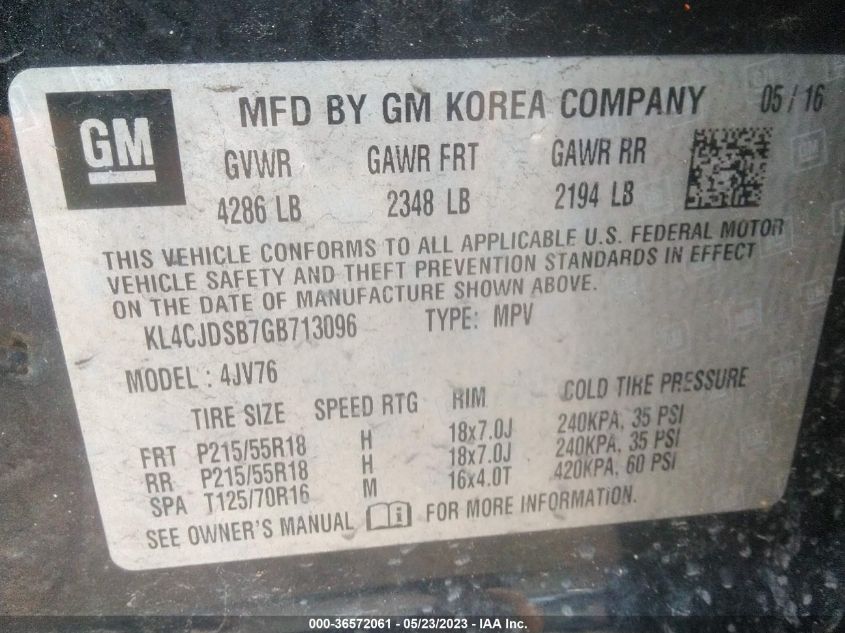 GM
MFD BY GM KOREA COMPANY 05 / 16
GVWR GAWR FRT GAWR RR
4286 LB 2348 LB 2194 LB
THIS VEHICLE CONFORMS TO ALL APPLICABLE U.S. FEDERAL MOTOR
VEHICLE SAFETY AND THEFT PREVENTION STANDARDS IN EFFECT
ON THE DATE OF MANUFACTURE SHOWN ABOVE.
KL4CJDSB7GB713096 TYPE: MPV
MODEL : 4JV76
TIRE SIZE SPEED RTG RIM COLD TIRE PRESSURE
FRT P215/55R18 H 18x7.0J 240KPA, 35 PSI
RR P215/55R18 H 18x7.0J 240KPA, 35 PSI
SPA T125/70R16 M 16x4.0T 420KPA, 60 PSI
SEE OWNER'S MANUAL i FOR MORE INFORMATION.
000-36572061 - 05/23/2023 - IAA Inc.